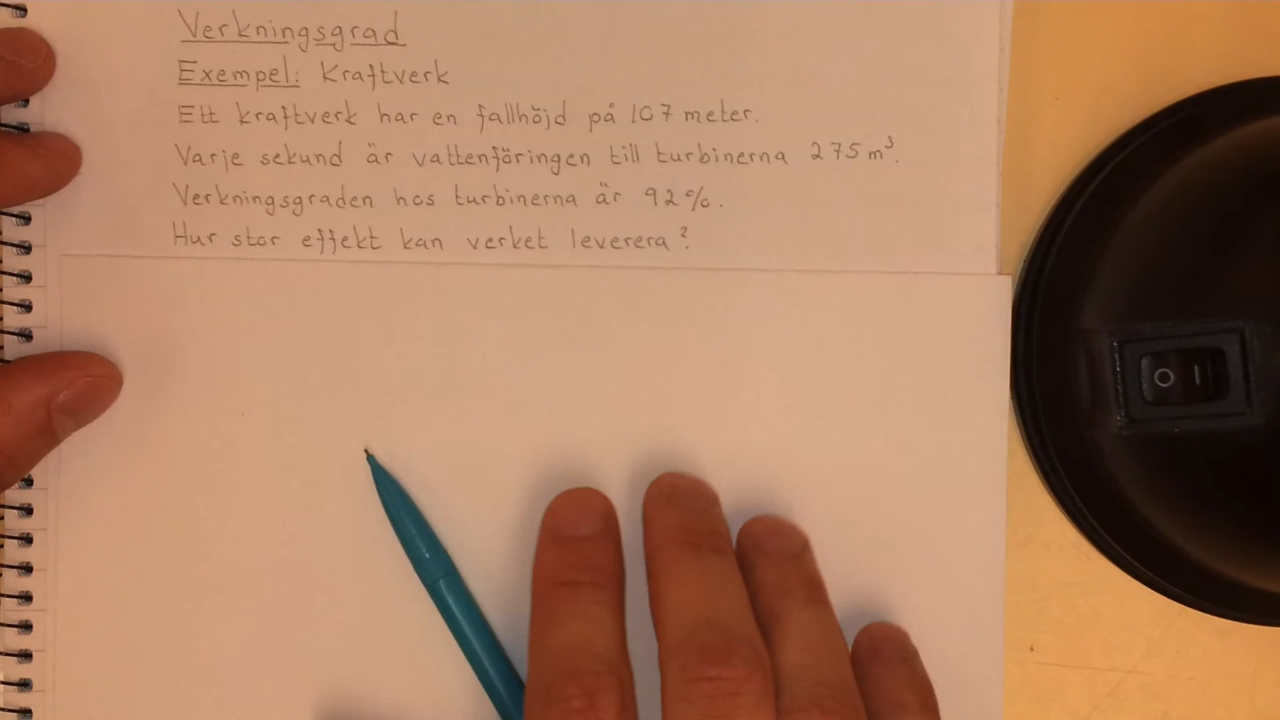 Verkningsgrad
Exempel: Kraftverk
Ett kraftverk har en fallhöjd på 107 meter.
Varje sekund är vattenföringen till turbinerna 275 m³.
Verkningsgraden hos turbinerna är 92%.
Hur stor effekt kan verket leverera?